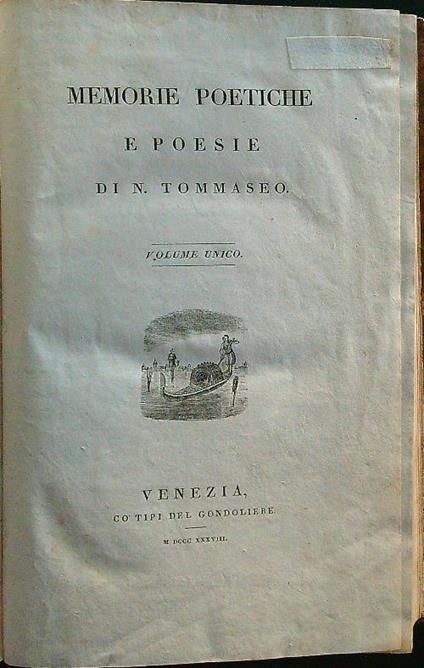 MEMORIE POETICHE
E POESIE
DI N. TOMMASEO.
VOLUME UNICO.
VENEZIA,
CO' TIPI DEL GONDOLIERE.
M DCCC XXXVIII.